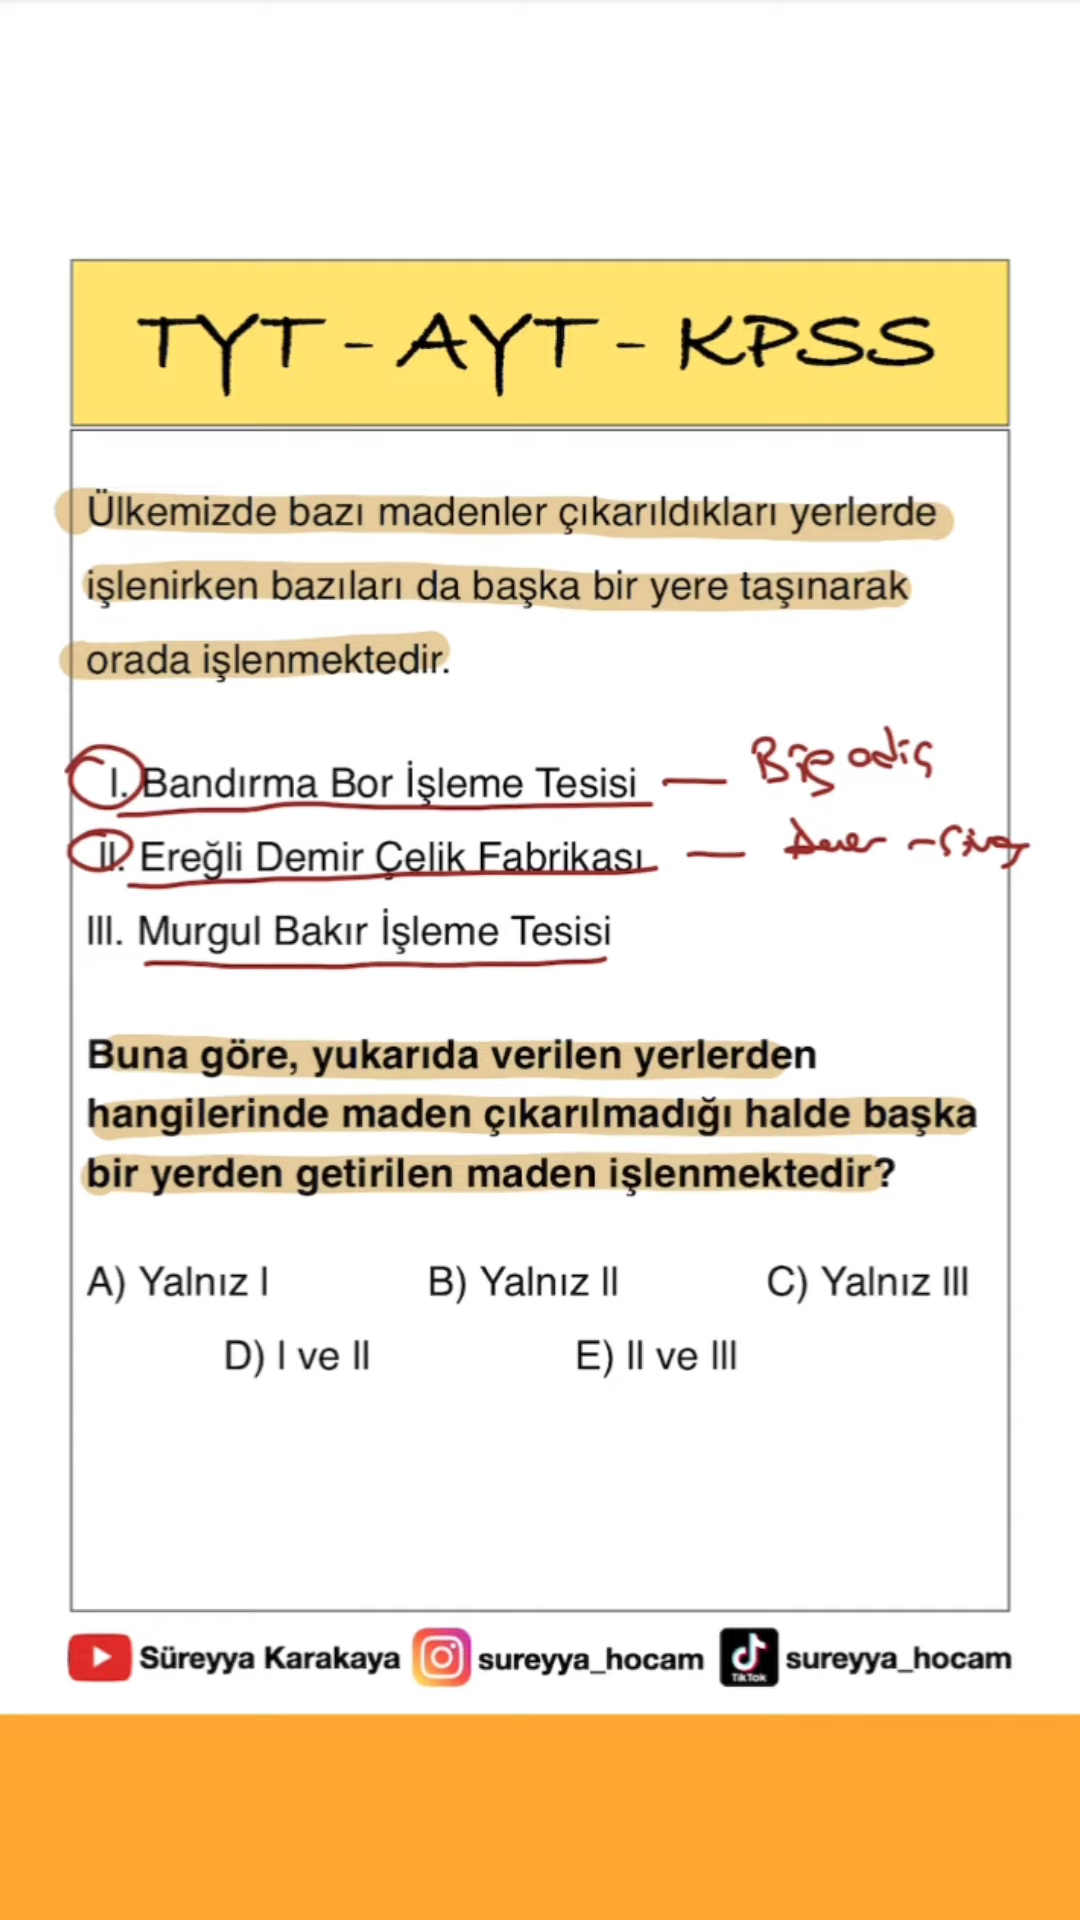 TYT - AYT - KPSS
Ülkemizde bazı madenler çıkarıldıkları yerlerde
işlenirken bazıları da başka bir yere taşınarak
orada işlenmektedir.
I. Bandırma Bor İşleme Tesisi — Bigadiç
II. Ereğli Demir Çelik Fabrikası —
III. Murgul Bakır İşleme Tesisi
Buna göre, yukarıda verilen yerlerden
hangilerinde maden çıkarılmadığı halde başka
bir yerden getirilen maden işlenmektedir?
A) Yalnız I B) Yalnız II C) Yalnız III
D) I ve II E) II ve III
Süreyya Karakaya sureyya_hocam TikTok sureyya_hocam